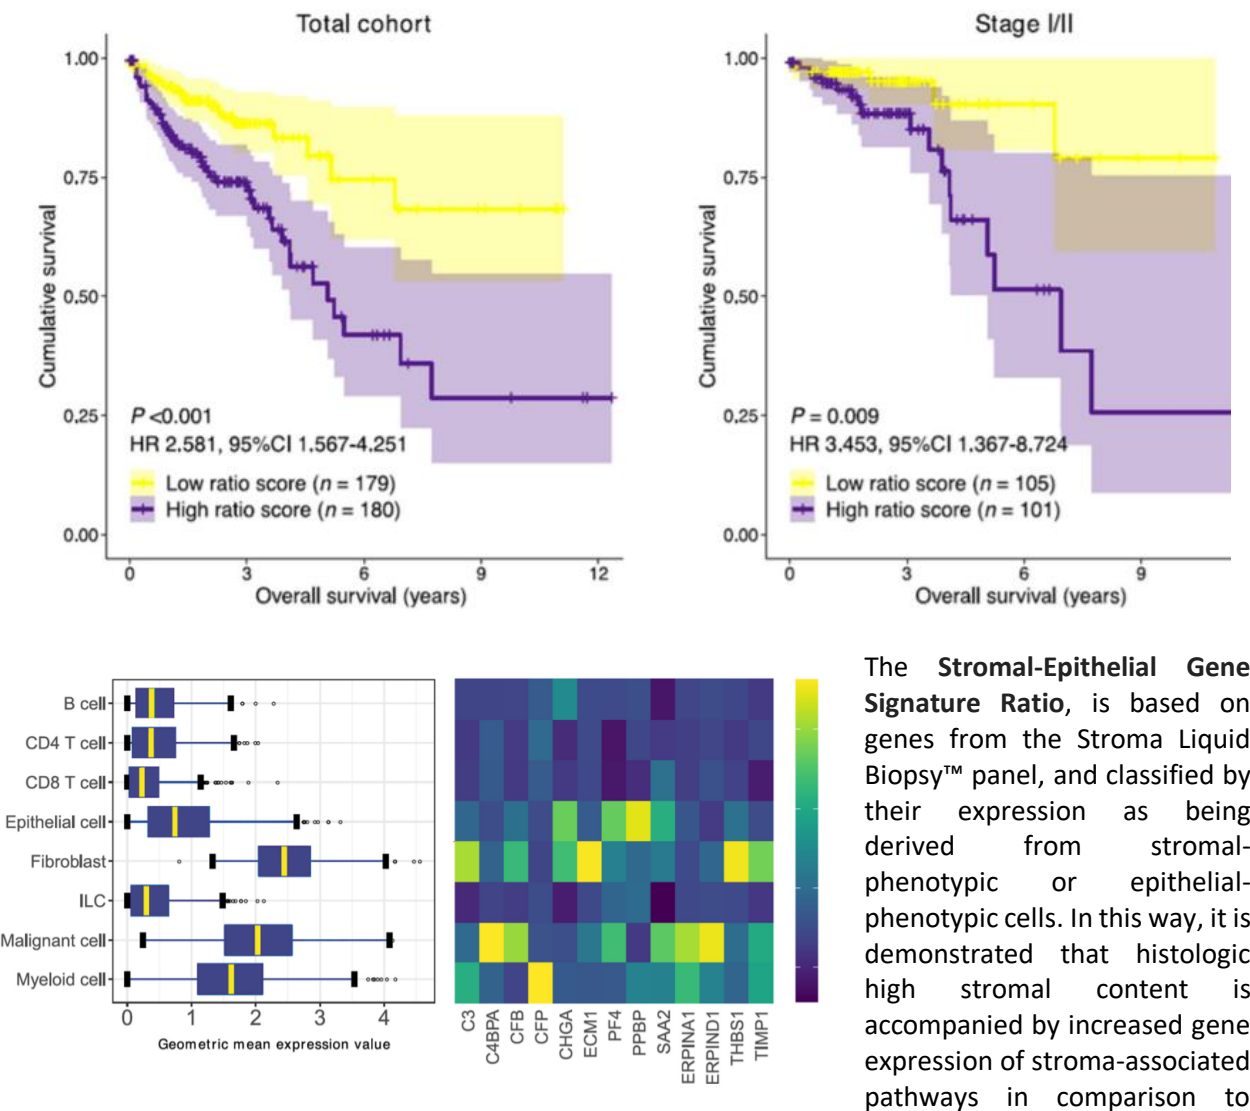 Total cohort
Cumulative survival
1.00
0.75
0.50
0.25
0.00
P <0.001
HR 2.581, 95%CI 1.567-4.251
Low ratio score (n = 179)
High ratio score (n = 180)
0 3 6 9 12
Overall survival (years)
Stage I/II
Cumulative survival
1.00
0.75
0.50
0.25
0.00
P = 0.009
HR 3.453, 95%CI 1.367-8.724
Low ratio score (n = 105)
High ratio score (n = 101)
0 3 6 9
Overall survival (years)
B cell
CD4 T cell
CD8 T cell
Epithelial cell
Fibroblast
ILC
Malignant cell
Myeloid cell
0 1 2 3 4
Geometric mean expression value
C3
C4BPA
CFB
CFP
CHGA
ECM1
PF4
PPBP
SAA2
ERPINA1
ERPIND1
THBS1
TIMP1
The Stromal-Epithelial Gene
Signature Ratio, is based on
genes from the Stroma Liquid
Biopsy™ panel, and classified by
their expression as being
derived from stromal-
phenotypic or epithelial-
phenotypic cells. In this way, it is
demonstrated that histologic
high stromal content is
accompanied by increased gene
expression of stroma-associated
pathways in comparison to